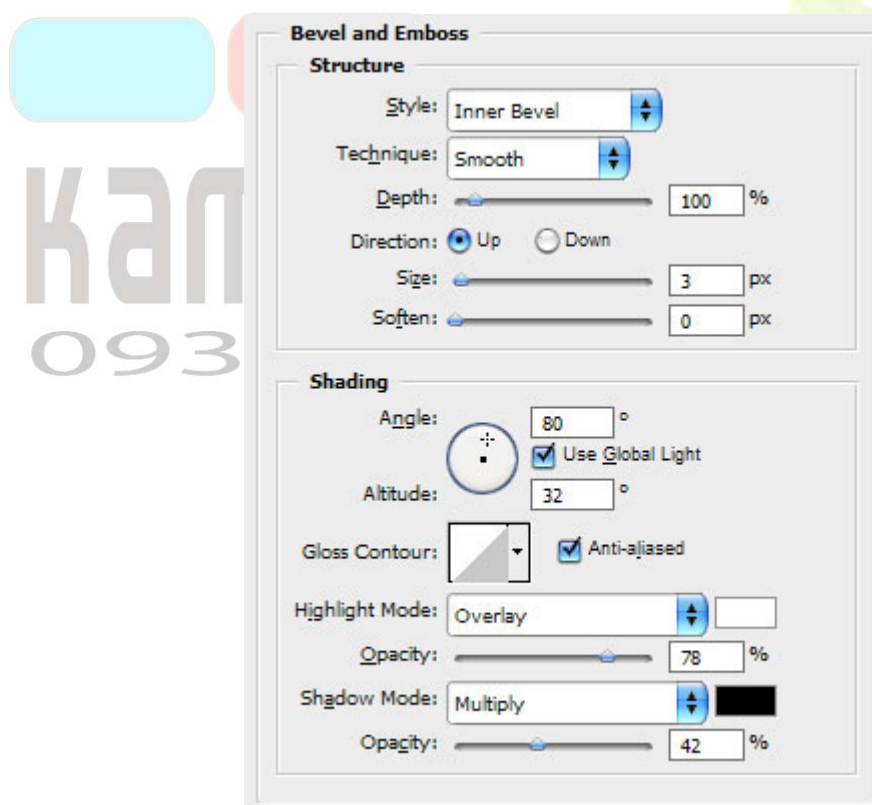 Bevel and Emboss
Structure
Style: Inner Bevel
Technique: Smooth
Depth: 100 %
Direction: Up Down
Size: 3 px
Soften: 0 px
Shading
Angle: 80 °
Use Global Light
Altitude: 32 °
Gloss Contour: Anti-aliased
Highlight Mode: Overlay
Opacity: 78 %
Shadow Mode: Multiply
Opacity: 42 %
093